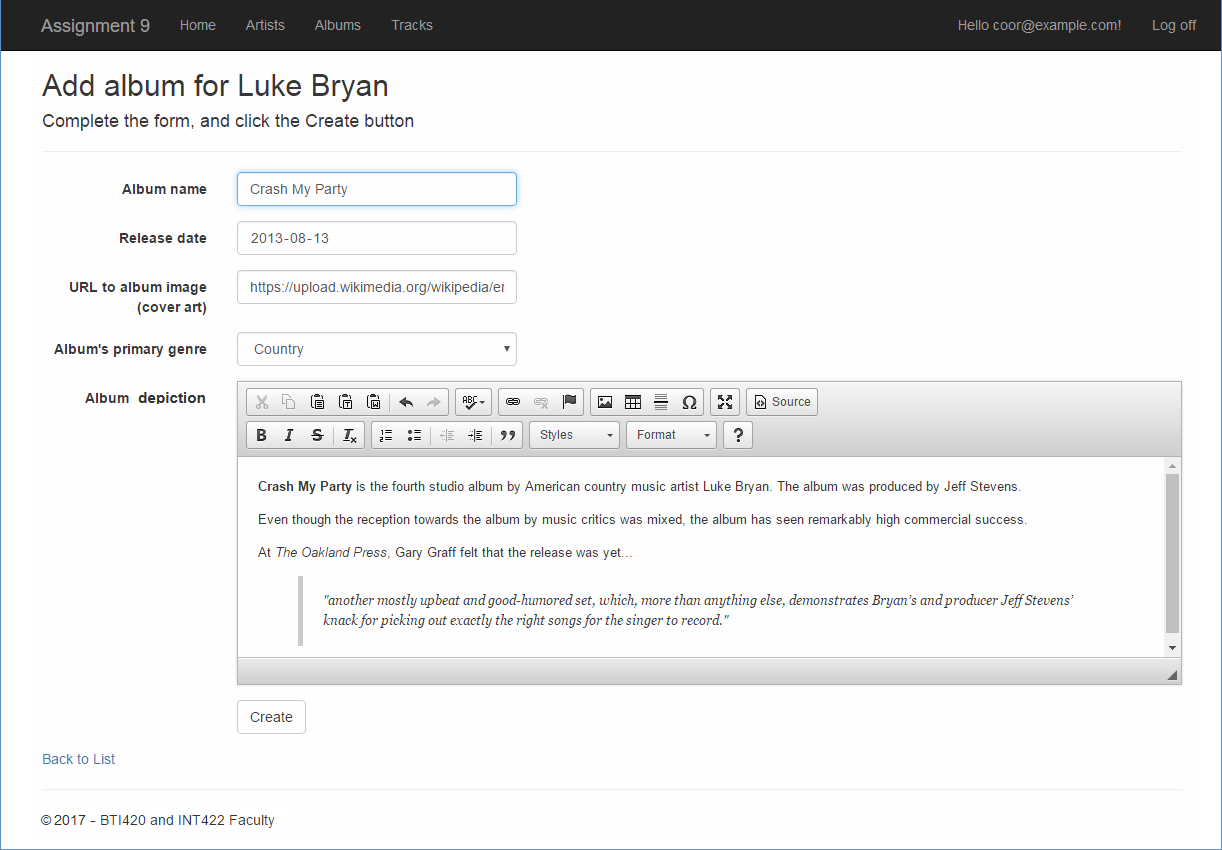 Assignment 9 Home Artists Albums Tracks Hello coor@example.com! Log off
Add album for Luke Bryan
Complete the form, and click the Create button
Album name Crash My Party
Release date 2013-08-13
URL to album image https://upload.wikimedia.org/wikipedia/er
(cover art)
Album's primary genre Country
Album depiction
ABC Ω Source
B I S Tx Styles Format ?
Crash My Party is the fourth studio album by American country music artist Luke Bryan. The album was produced by Jeff Stevens.
Even though the reception towards the album by music critics was mixed, the album has seen remarkably high commercial success.
At The Oakland Press, Gary Graff felt that the release was yet...
"another mostly upbeat and good-humored set, which, more than anything else, demonstrates Bryan’s and producer Jeff Stevens’
knack for picking out exactly the right songs for the singer to record."
Create
Back to List
© 2017 - BTI420 and INT422 Faculty